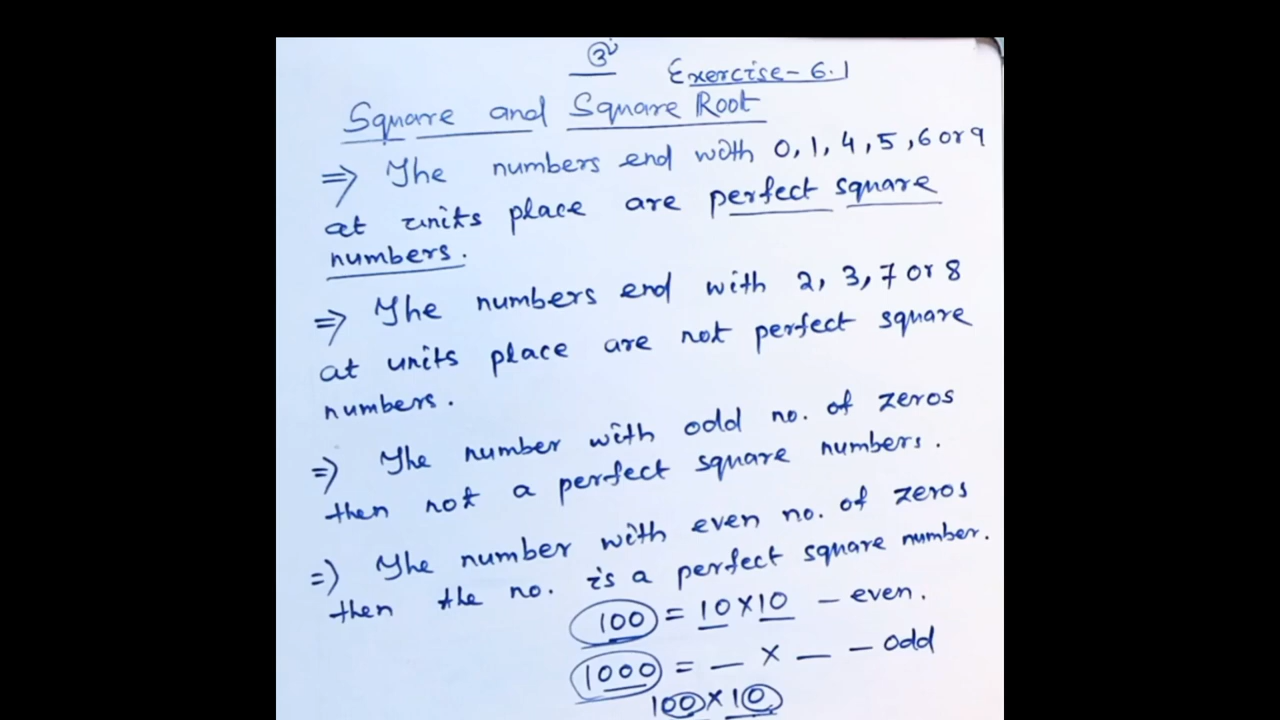 3
Exercise - 6.1
Square and Square Root
⇒ The numbers end with 0, 1, 4, 5, 6 or 9
at units place are perfect square
numbers.
⇒ The numbers end with 2, 3, 7 or 8
at units place are not perfect square
numbers.
⇒ The number with odd no. of zeros
then not a perfect square numbers.
⇒ The number with even no. of zeros
then the no. is a perfect square number.
100 = 10 × 10 – even.
1000 = — × — – odd
100 × 10